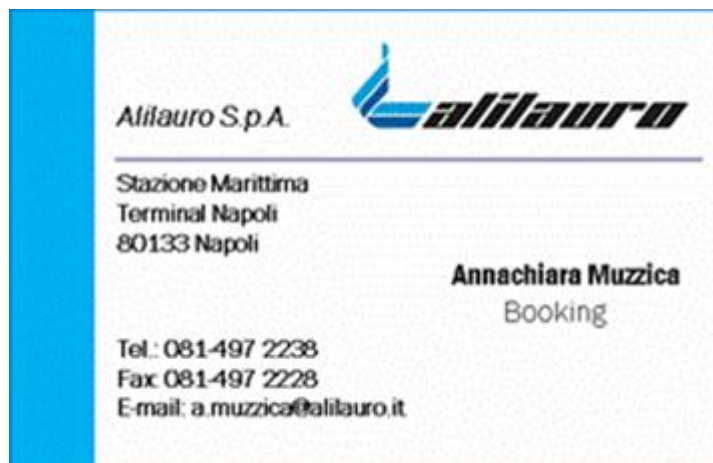 Alilauro S.p.A.
alilauro
Stazione Marittima
Terminal Napoli
80133 Napoli
Annachiara Muzzica
Booking
Tel.: 081-497 2238
Fax 081-497 2228
E-mail: a.muzzica@alilauro.it